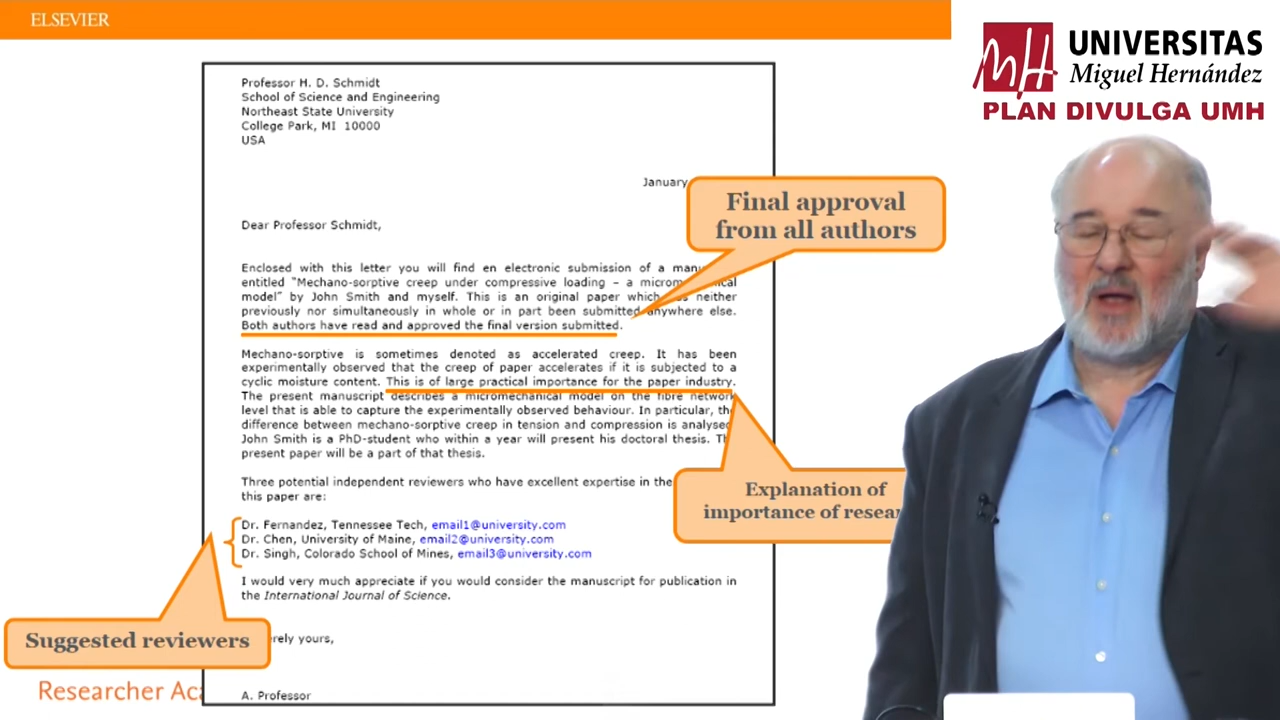 ELSEVIER
UNIVERSITAS
Miguel Hernández
PLAN DIVULGA UMH
Professor H. D. Schmidt
School of Science and Engineering
Northeast State University
College Park, MI 10000
USA
January
Final approval
from all authors
Dear Professor Schmidt,
Enclosed with this letter you will find en electronic submission of a
entitled "Mechano-sorptive creep under compressive loading – a
model" by John Smith and myself. This is an original paper which has neither
previously nor simultaneously in whole or in part been submitted anywhere else.
Both authors have read and approved the final version submitted.
Mechano-sorptive is sometimes denoted as accelerated creep. It has been
experimentally observed that the creep of paper accelerates if it is subjected to a
cyclic moisture content. This is of large practical importance for the paper industry.
The present manuscript describes a micromechanical model on the fibre network
level that is able to capture the experimentally observed behaviour. In particular, the
difference between mechano-sorptive creep in tension and compression is analysed
John Smith is a PhD-student who within a year will present his doctoral thesis. The
present paper will be a part of that thesis.
Explanation of
importance of
Three potential independent reviewers who have excellent expertise in the
this paper are:
Dr. Fernandez, Tennessee Tech, email1@university.com
Dr. Chen, University of Maine, email2@university.com
Dr. Singh, Colorado School of Mines, email3@university.com
I would very much appreciate if you would consider the manuscript for publication in
the International Journal of Science.
Suggested reviewers
yours,
A. Professor
Researcher